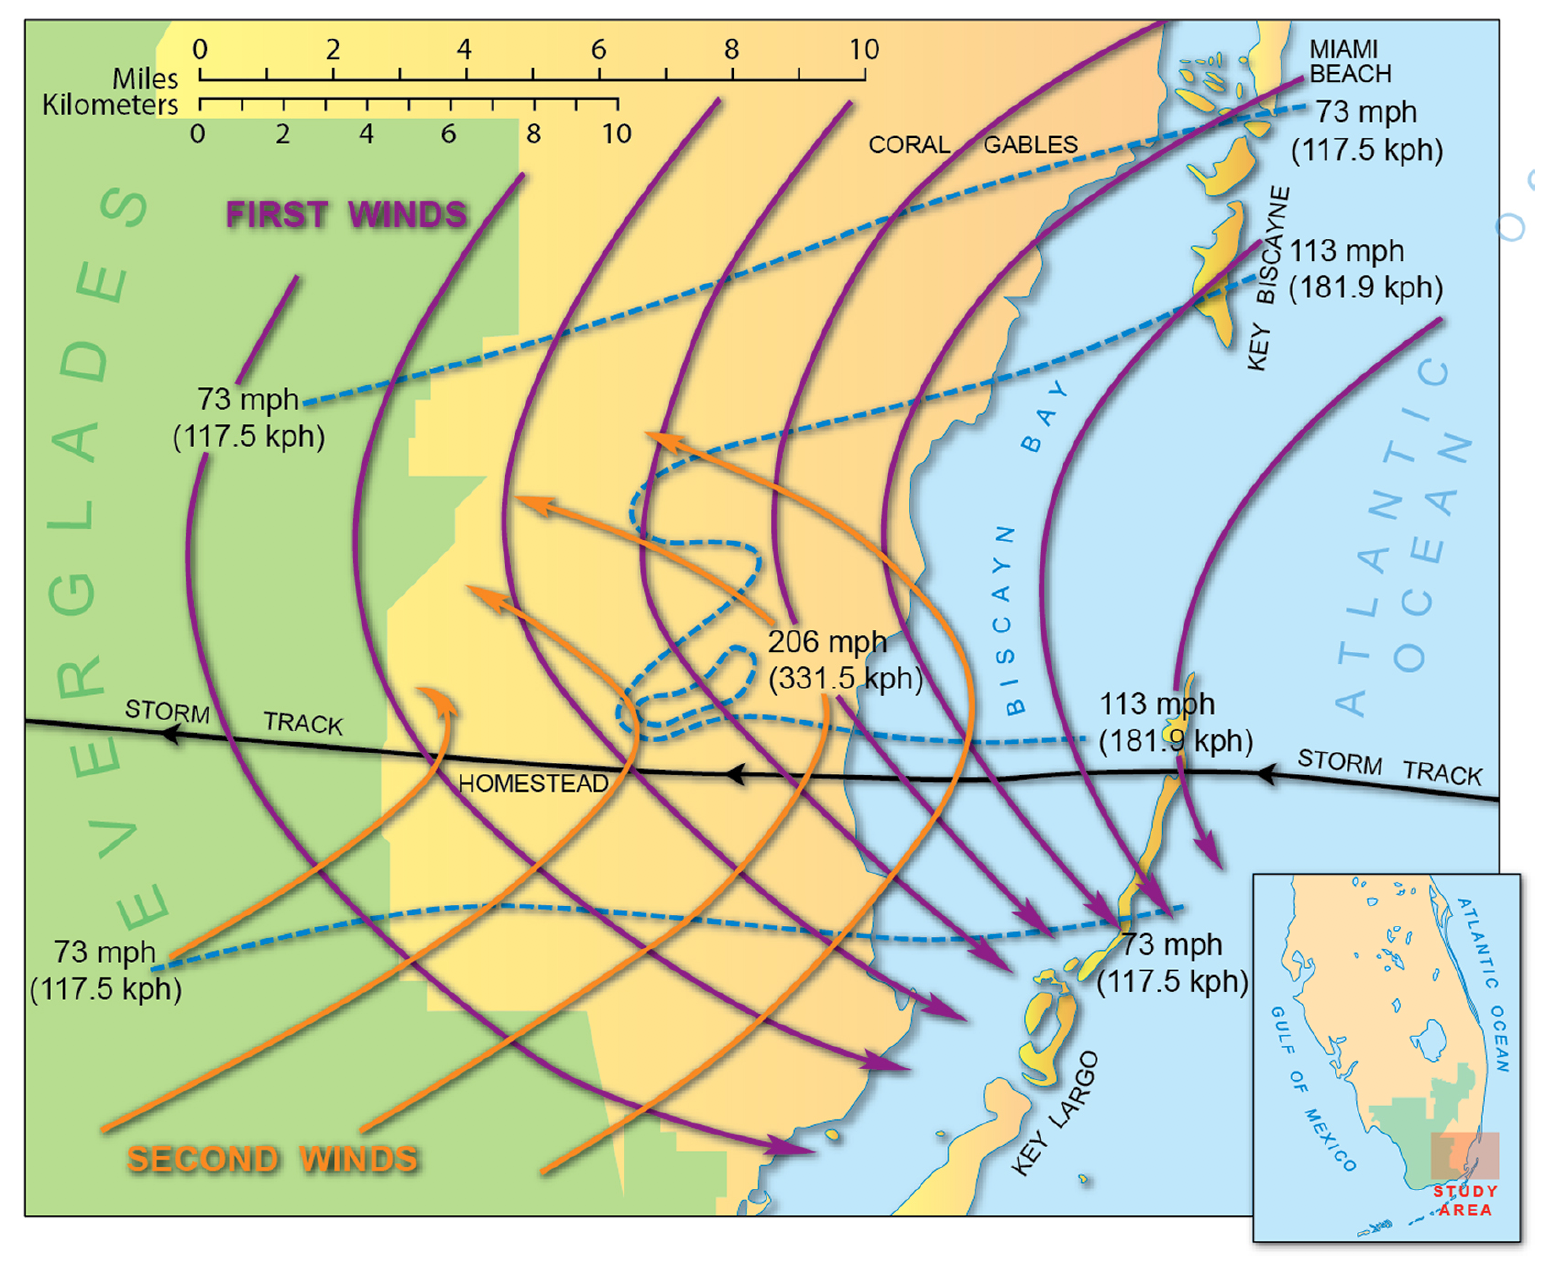 0 2 4 6 8 10
Miles
Kilometers
0 2 4 6 8 10
MIAMI
BEACH
73 mph
(117.5 kph)
CORAL GABLES
FIRST WINDS
KEY BISCAYNE
113 mph
(181.9 kph)
O
EVERGLADES
73 mph
(117.5 kph)
BISCAYN BAY
ATLANTIC
OCEAN
206 mph
(331.5 kph)
113 mph
(181.9 kph)
STORM TRACK
STORM TRACK
HOMESTEAD
73 mph
(117.5 kph)
73 mph
(117.5 kph)
KEY LARGO
SECOND WINDS
ATLANTIC OCEAN
GULF OF MEXICO
STUDY
AREA